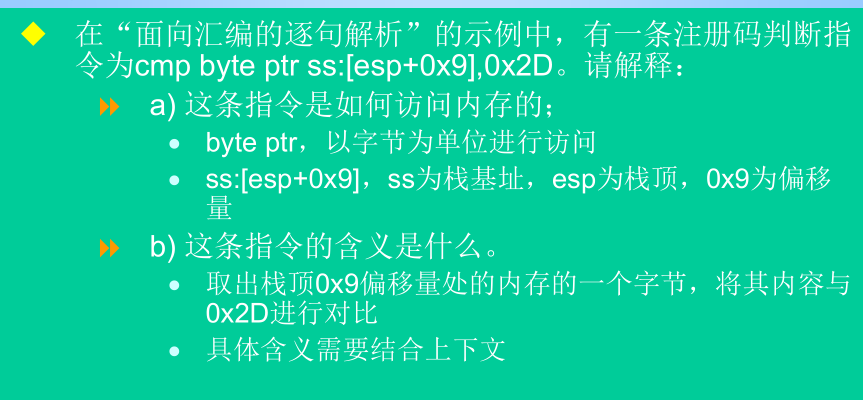 在“面向汇编的逐句解析”的示例中，有一条注册码判断指
令为cmp byte ptr ss:[esp+0x9],0x2D。请解释：
a) 这条指令是如何访问内存的；
byte ptr，以字节为单位进行访问
ss:[esp+0x9]，ss为栈基址，esp为栈顶，0x9为偏移
量
b) 这条指令的含义是什么。
取出栈顶0x9偏移量处的内存的一个字节，将其内容与
0x2D进行对比
具体含义需要结合上下文